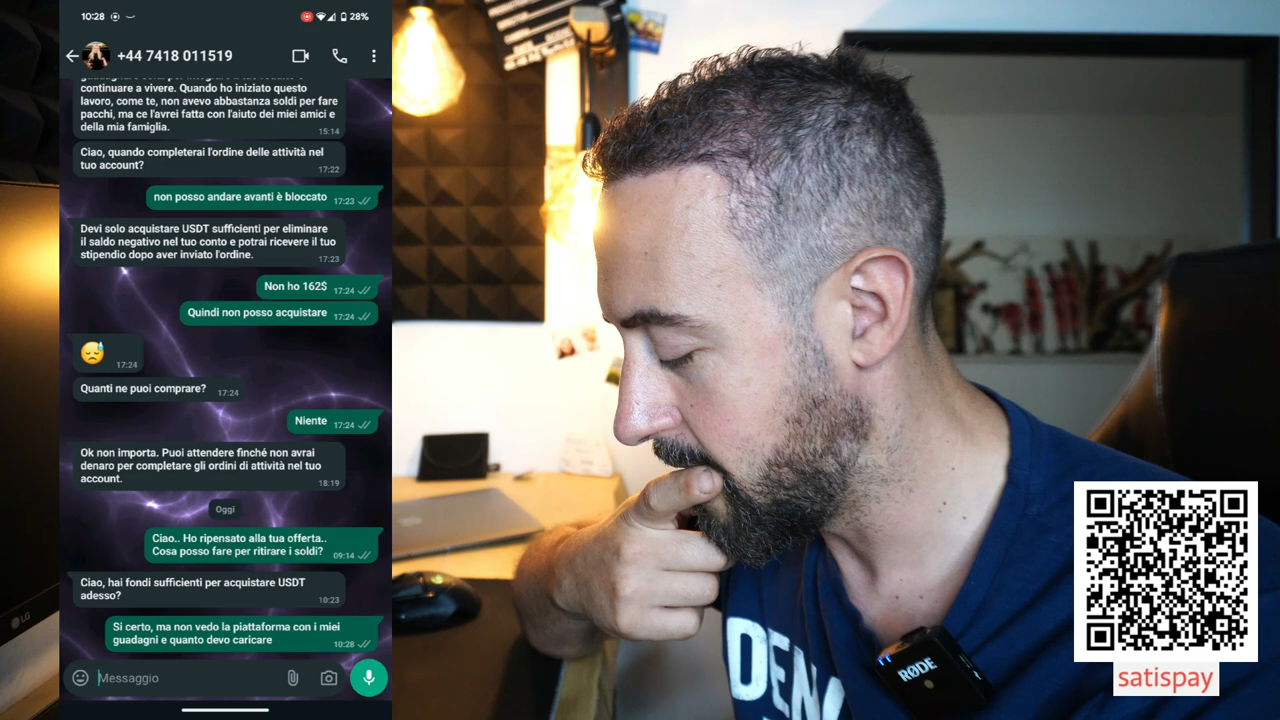 10:28
28%
+44 7418 011519
continuare a vivere. Quando ho iniziato questo
lavoro, come te, non avevo abbastanza soldi per fare
pacchi, ma ce l'avrei fatta con l'aiuto dei miei amici e
della mia famiglia.
15:14
Ciao, quando completerai l'ordine delle attività nel
tuo account?
17:22
non posso andare avanti è bloccato 17:23
Devi solo acquistare USDT sufficienti per eliminare
il saldo negativo nel tuo conto e potrai ricevere il tuo
stipendio dopo aver inviato l'ordine.
17:23
Non ho 162$ 17:24
Quindi non posso acquistare 17:24
17:24
Quanti ne puoi comprare? 17:24
Niente 17:24
Ok non importa. Puoi attendere finché non avrai
denaro per completare gli ordini di attività nel tuo
account.
18:19
Oggi
Ciao.. Ho ripensato alla tua offerta..
Cosa posso fare per ritirare i soldi? 09:14
Ciao, hai fondi sufficienti per acquistare USDT
adesso?
10:23
Si certo, ma non vedo la piattaforma con i miei
guadagni e quanto devo caricare 10:28
Messaggio
LG
RØDE
DEN
satispay